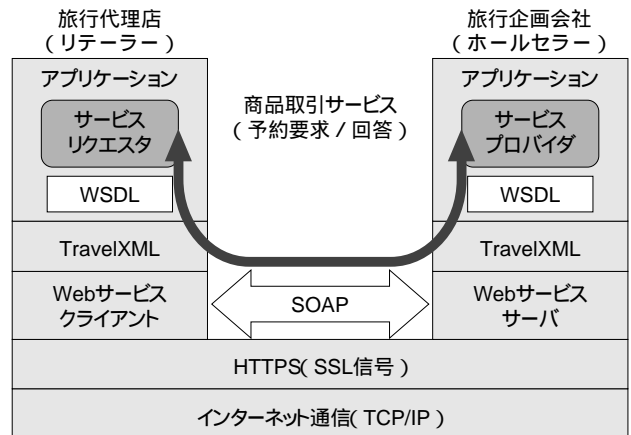 旅行代理店
（リテーラー）
旅行企画会社
（ホールセラー）
アプリケーション
サービス
リクエスタ
WSDL
TravelXML
Webサービス
クライアント
商品取引サービス
（予約要求／回答）
SOAP
アプリケーション
サービス
プロバイダ
WSDL
TravelXML
Webサービス
サーバ
HTTPS（SSL信号）
インターネット通信（TCP/IP）